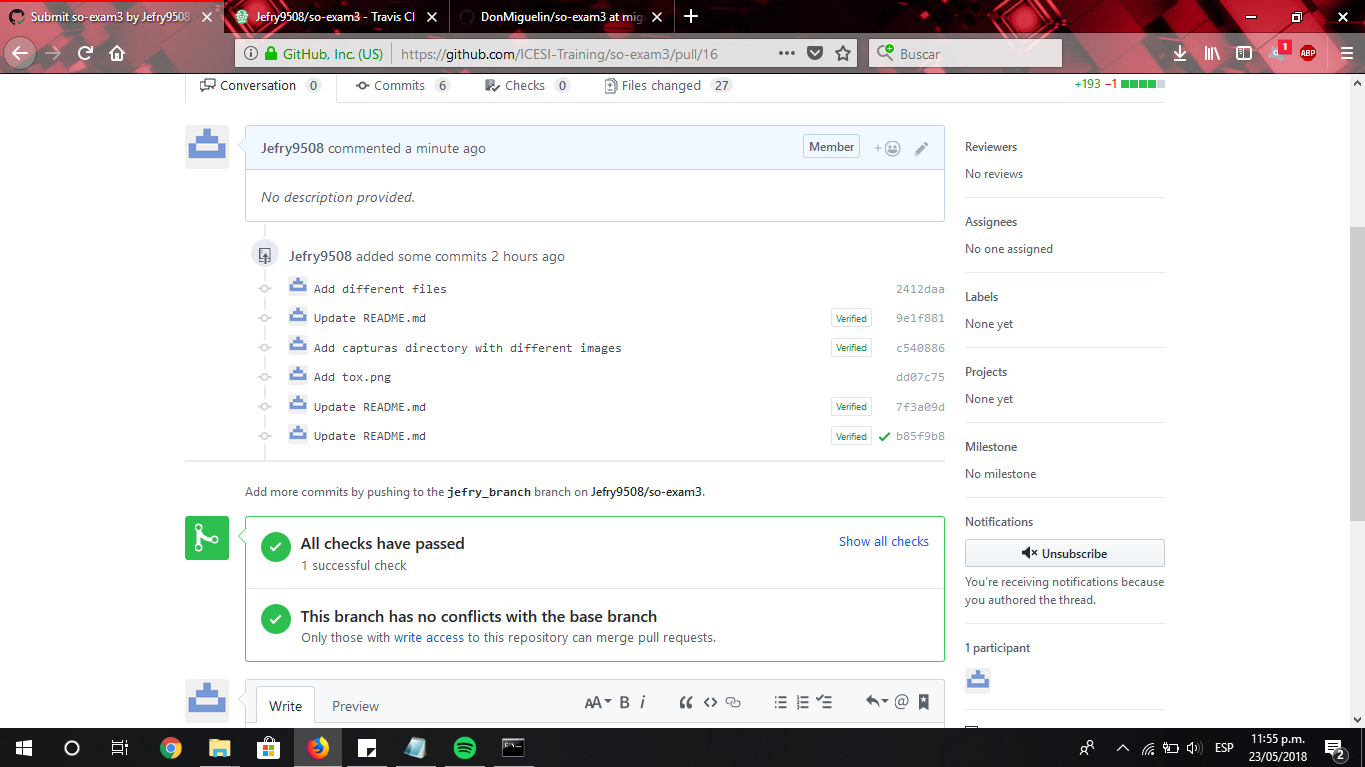 Submit so-exam3 by Jefry9508
Jefry9508/so-exam3 - Travis CI
DonMiguelin/so-exam3 at mig
GitHub, Inc. (US)
https://github.com/ICESI-Training/so-exam3/pull/16
Buscar
1
ABP
Conversation 0
Commits 6
Checks 0
Files changed 27
+193 −1
Jefry9508 commented a minute ago
Member
No description provided.
Jefry9508 added some commits 2 hours ago
Add different files 2412daa
Update README.md Verified 9e1f881
Add capturas directory with different images Verified c540886
Add tox.png dd07c75
Update README.md Verified 7f3a09d
Update README.md Verified b85f9b8
Add more commits by pushing to the jefry_branch branch on Jefry9508/so-exam3.
All checks have passed
Show all checks
1 successful check
This branch has no conflicts with the base branch
Only those with write access to this repository can merge pull requests.
Write
Preview
AA B i
Reviewers
No reviews
Assignees
No one assigned
Labels
None yet
Projects
None yet
Milestone
No milestone
Notifications
Unsubscribe
You're receiving notifications because
you authored the thread.
1 participant
ESP
11:55 p.m.
23/05/2018
2